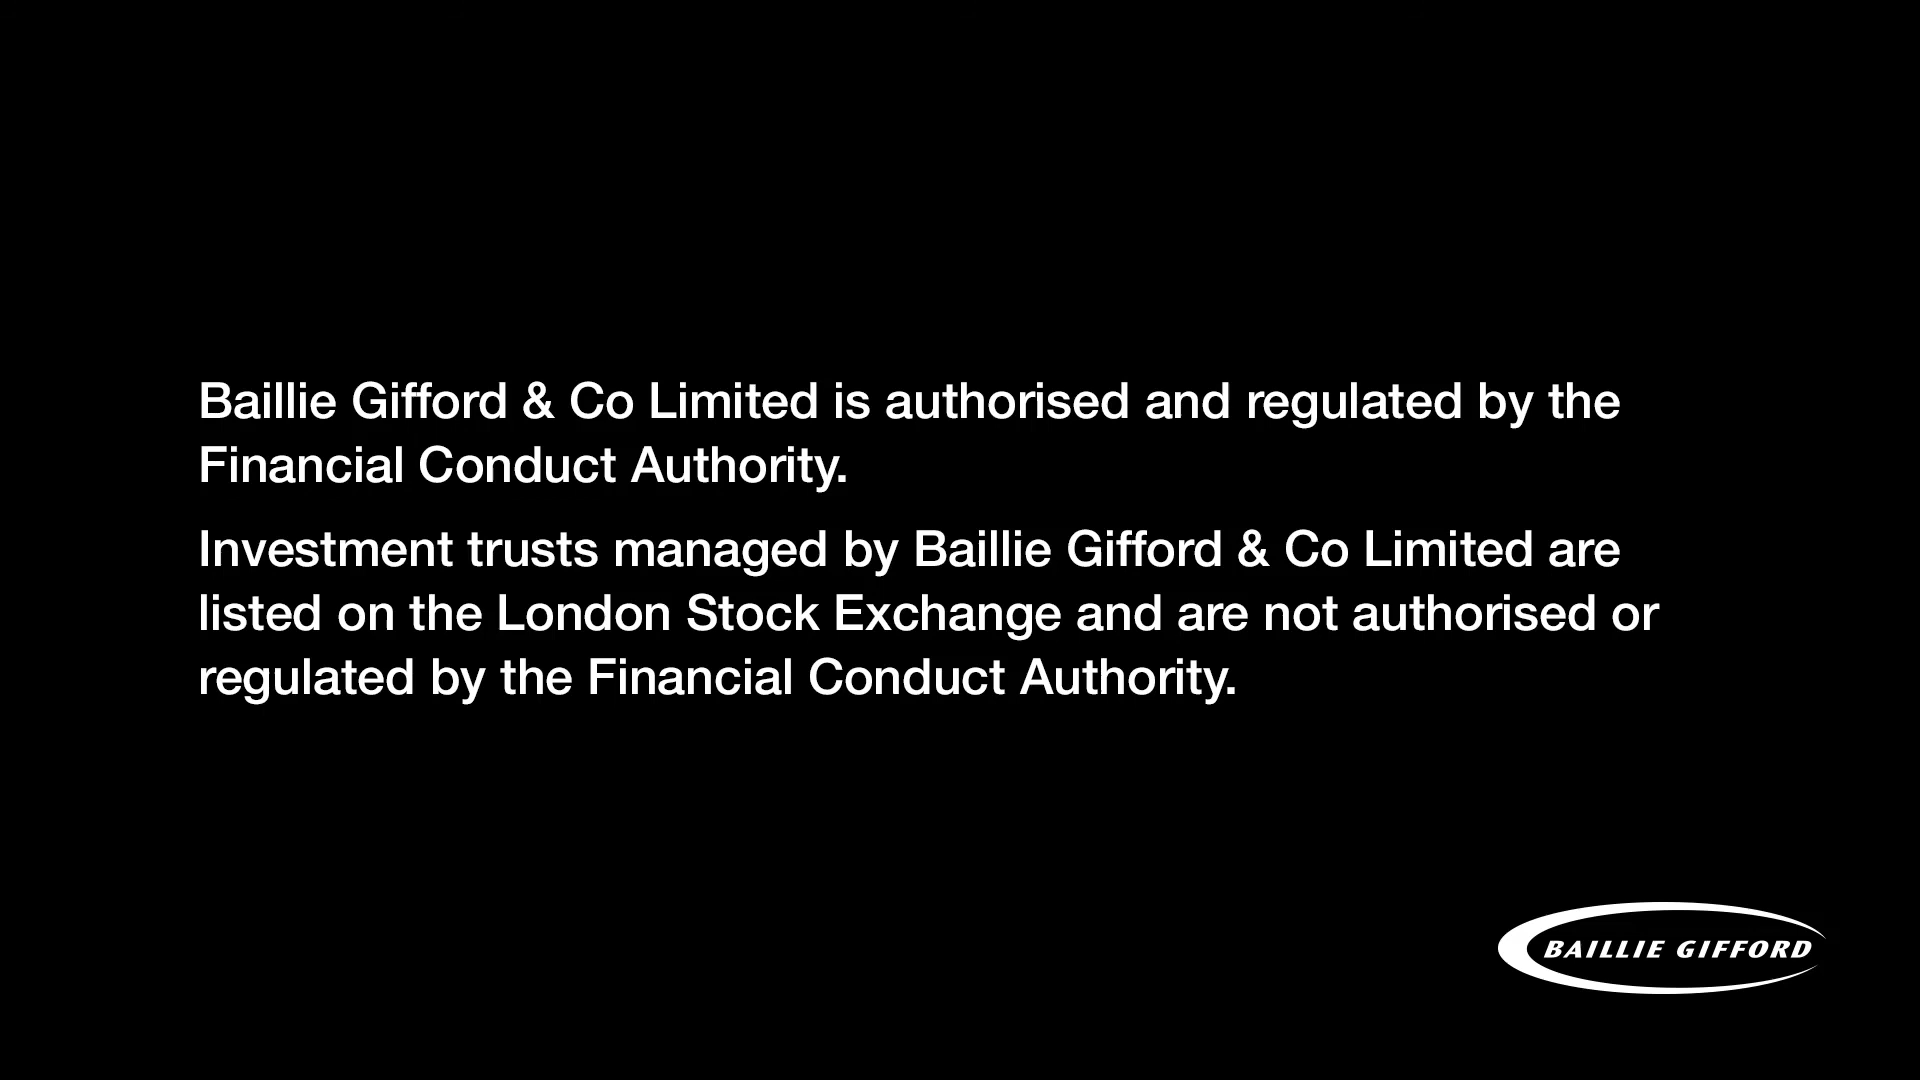 Baillie Gifford & Co Limited is authorised and regulated by the
Financial Conduct Authority.
Investment trusts managed by Baillie Gifford & Co Limited are
listed on the London Stock Exchange and are not authorised or
regulated by the Financial Conduct Authority.
BAILLIE GIFFORD